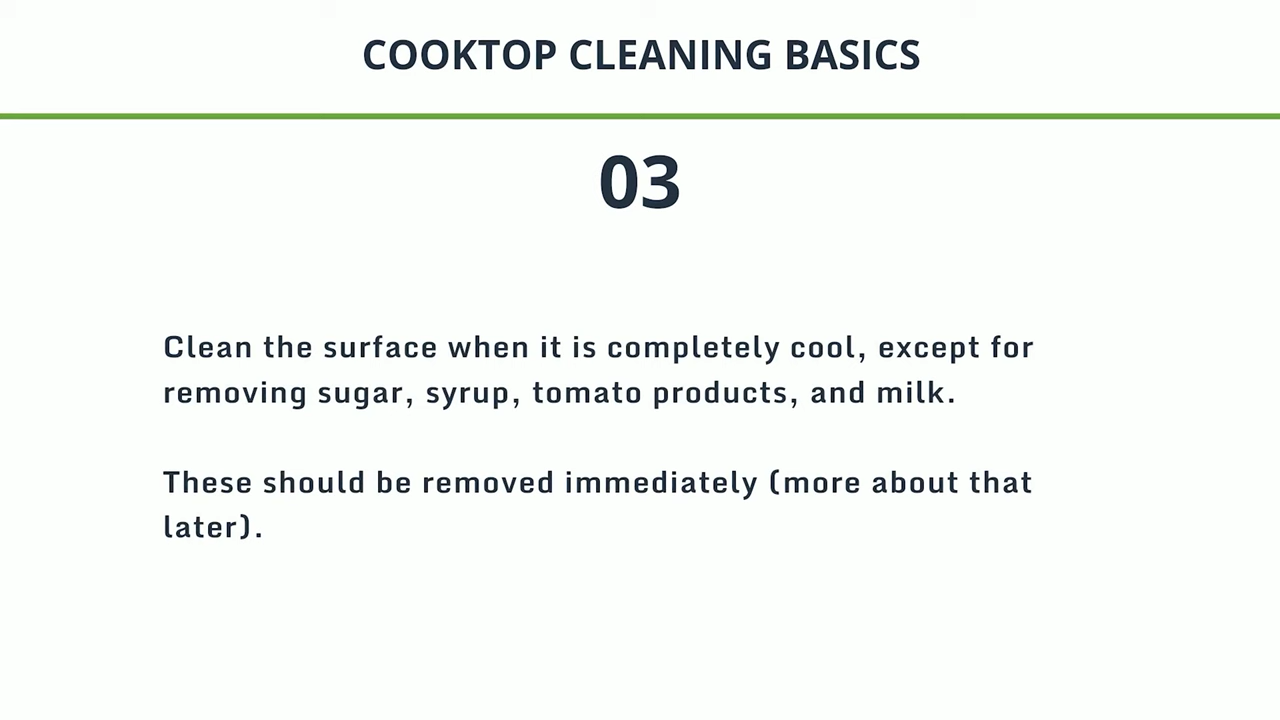 COOKTOP CLEANING BASICS
03
Clean the surface when it is completely cool, except for
removing sugar, syrup, tomato products, and milk.
These should be removed immediately (more about that
later).